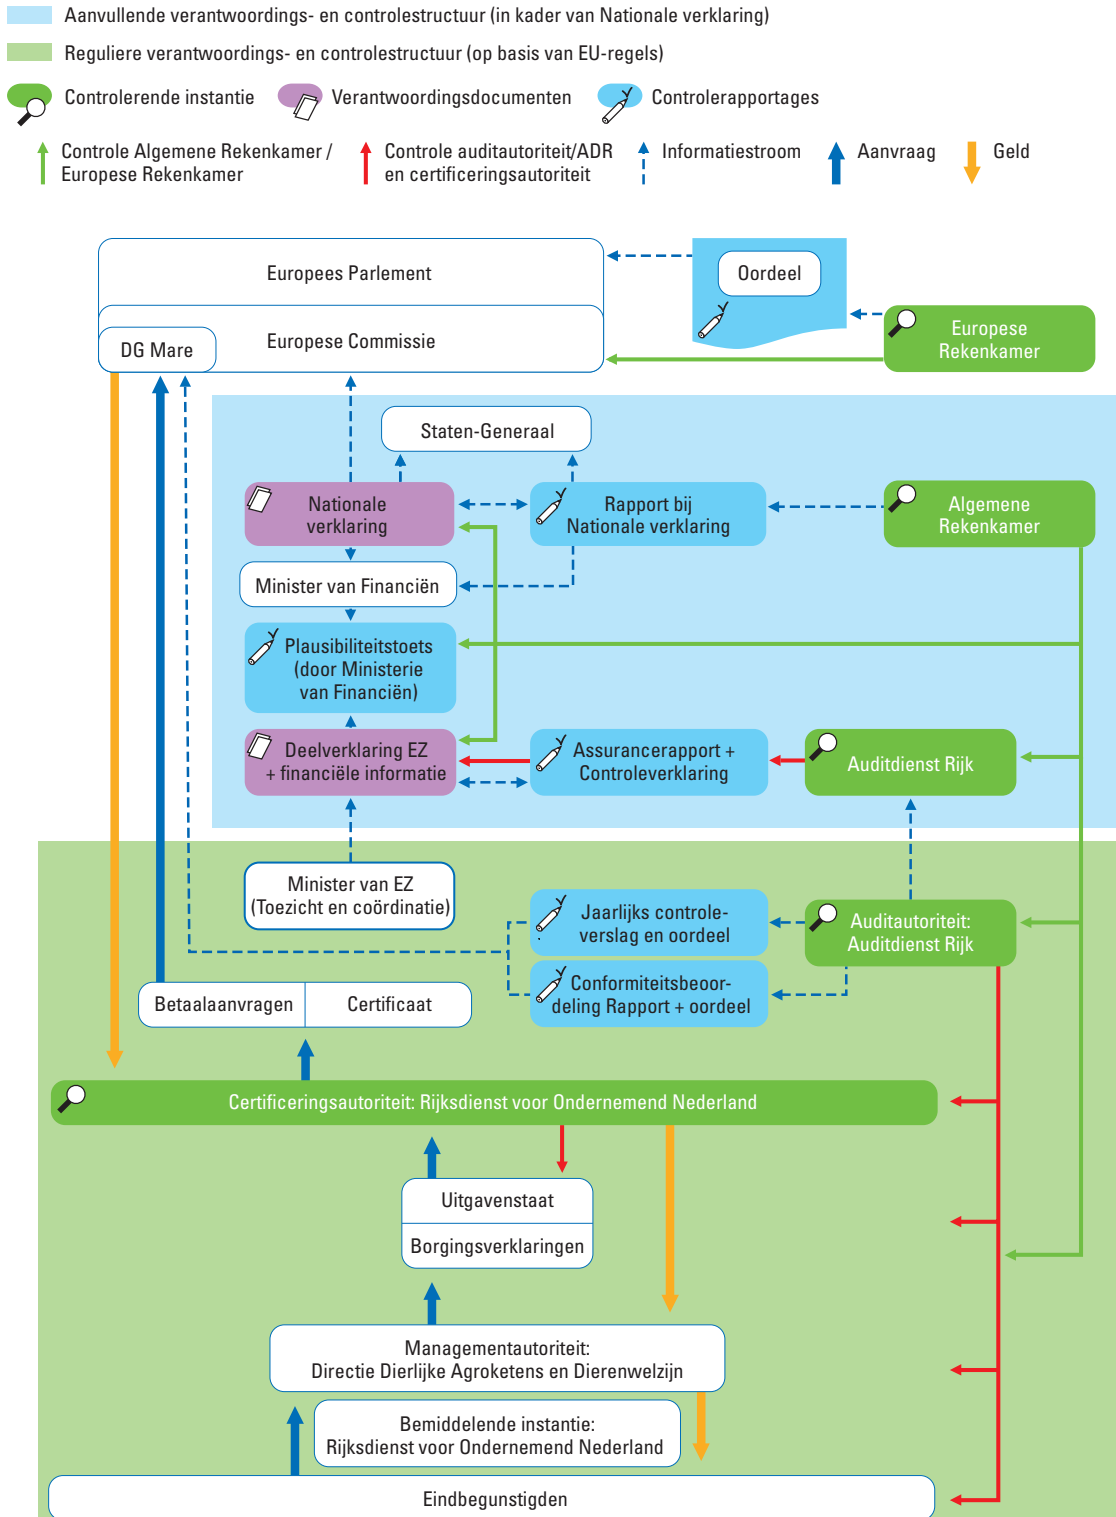 Aanvullende verantwoordings- en controlestructuur (in kader van Nationale verklaring)
Reguliere verantwoordings- en controlestructuur (op basis van EU-regels)
Controlerende instantie
Verantwoordingsdocumenten
Controlerapportages
Controle Algemene Rekenkamer /
Europese Rekenkamer
Controle auditautoriteit/ADR
en certificeringsautoriteit
Informatiestroom
Aanvraag
Geld
Europees Parlement
Oordeel
Europese Commissie
DG Mare
Europese
Rekenkamer
Staten-Generaal
Nationale
verklaring
Rapport bij
Nationale verklaring
Algemene
Rekenkamer
Minister van Financiën
Plausibiliteitstoets
(door Ministerie
van Financiën)
Deelverklaring EZ
+ financiële informatie
Assurancerapport +
Controleverklaring
Auditdienst Rijk
Minister van EZ
(Toezicht en coördinatie)
Jaarlijks controle-
verslag en oordeel
Auditautoriteit:
Auditdienst Rijk
Conformiteitsbeoor-
deling Rapport + oordeel
Betaalaanvragen
Certificaat
Certificeringsautoriteit: Rijksdienst voor Ondernemend Nederland
Uitgavenstaat
Borgingsverklaringen
Managementautoriteit:
Directie Dierlijke Agroketens en Dierenwelzijn
Bemiddelende instantie:
Rijksdienst voor Ondernemend Nederland
Eindbegunstigden